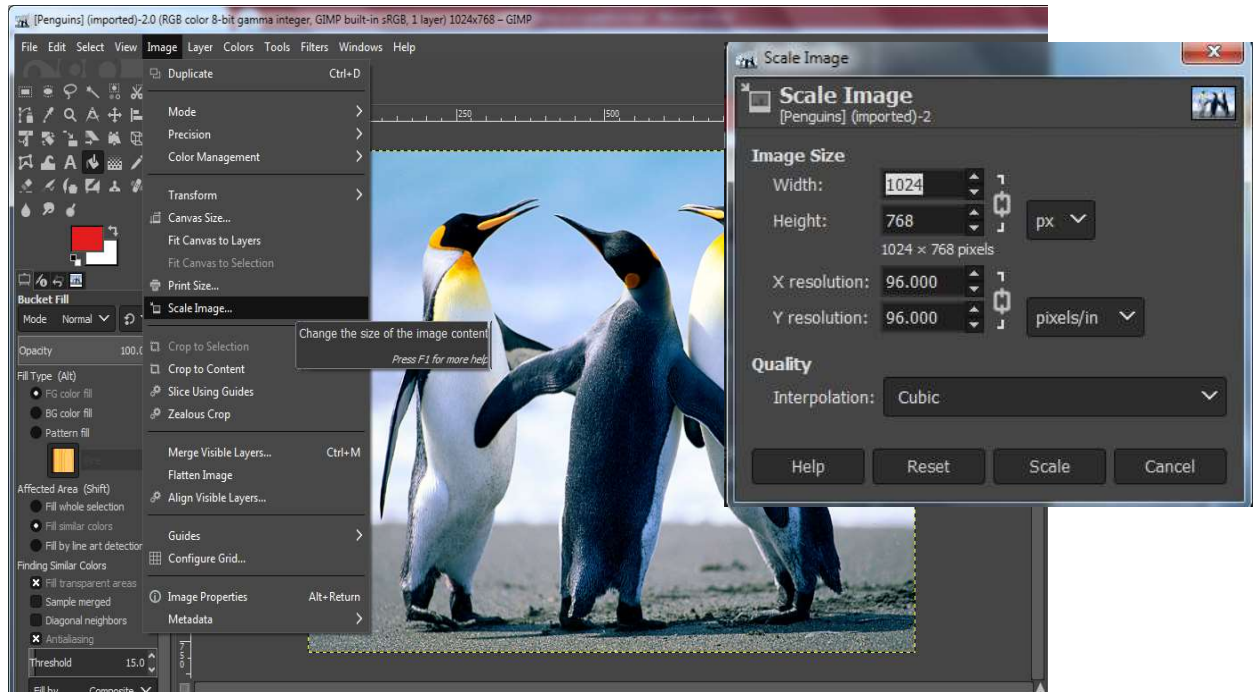 [Penguins] (imported)-2.0 (RGB color 8-bit gamma integer, GIMP built-in sRGB, 1 layer) 1024x768 – GIMP
File Edit Select View Image Layer Colors Tools Filters Windows Help
Duplicate Ctrl+D
Mode
Precision
Color Management
Transform
Canvas Size...
Fit Canvas to Layers
Fit Canvas to Selection
Print Size...
Scale Image...
Crop to Selection
Crop to Content
Slice Using Guides
Zealous Crop
Merge Visible Layers... Ctrl+M
Flatten Image
Align Visible Layers...
Guides
Configure Grid...
Image Properties Alt+Return
Metadata
Change the size of the image content
Press F1 for more help
250 500
750
Bucket Fill
Mode Normal
Opacity 100.0
Fill Type (Alt)
FG color fill
BG color fill
Pattern fill
Affected Area (Shift)
Fill whole selection
Fill similar colors
Fill by line art detection
Finding Similar Colors
Fill transparent areas
Sample merged
Diagonal neighbors
Antialiasing
Threshold 15.0
Fill by Composite
Scale Image
Scale Image
[Penguins] (imported)-2
Image Size
Width: 1024
Height: 768 px
1024 × 768 pixels
X resolution: 96.000
Y resolution: 96.000 pixels/in
Quality
Interpolation: Cubic
Help Reset Scale Cancel